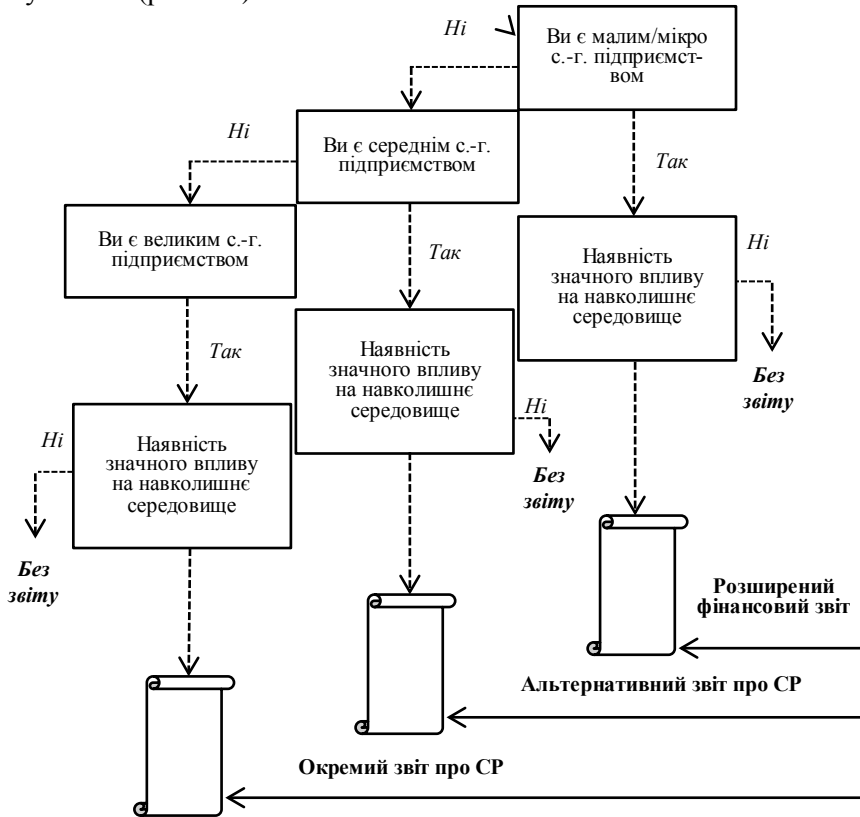 Ні
Ви є малим/мікро
с.-г. підприємст-
вом
Ні
Ви є середнім с.-г.
підприємством
Так
Ви є великим с.-г.
підприємством
Так
Ні
Наявність
значного впливу
на навколишнє
середовище
Так
Наявність
значного впливу
на навколишнє
середовище
Без
звіту
Ні
Ні
Наявність
значного впливу
на навколишнє
середовище
Без
звіту
Без
звіту
Розширений
фінансовий звіт
Альтернативний звіт про СР
Окремий звіт про СР